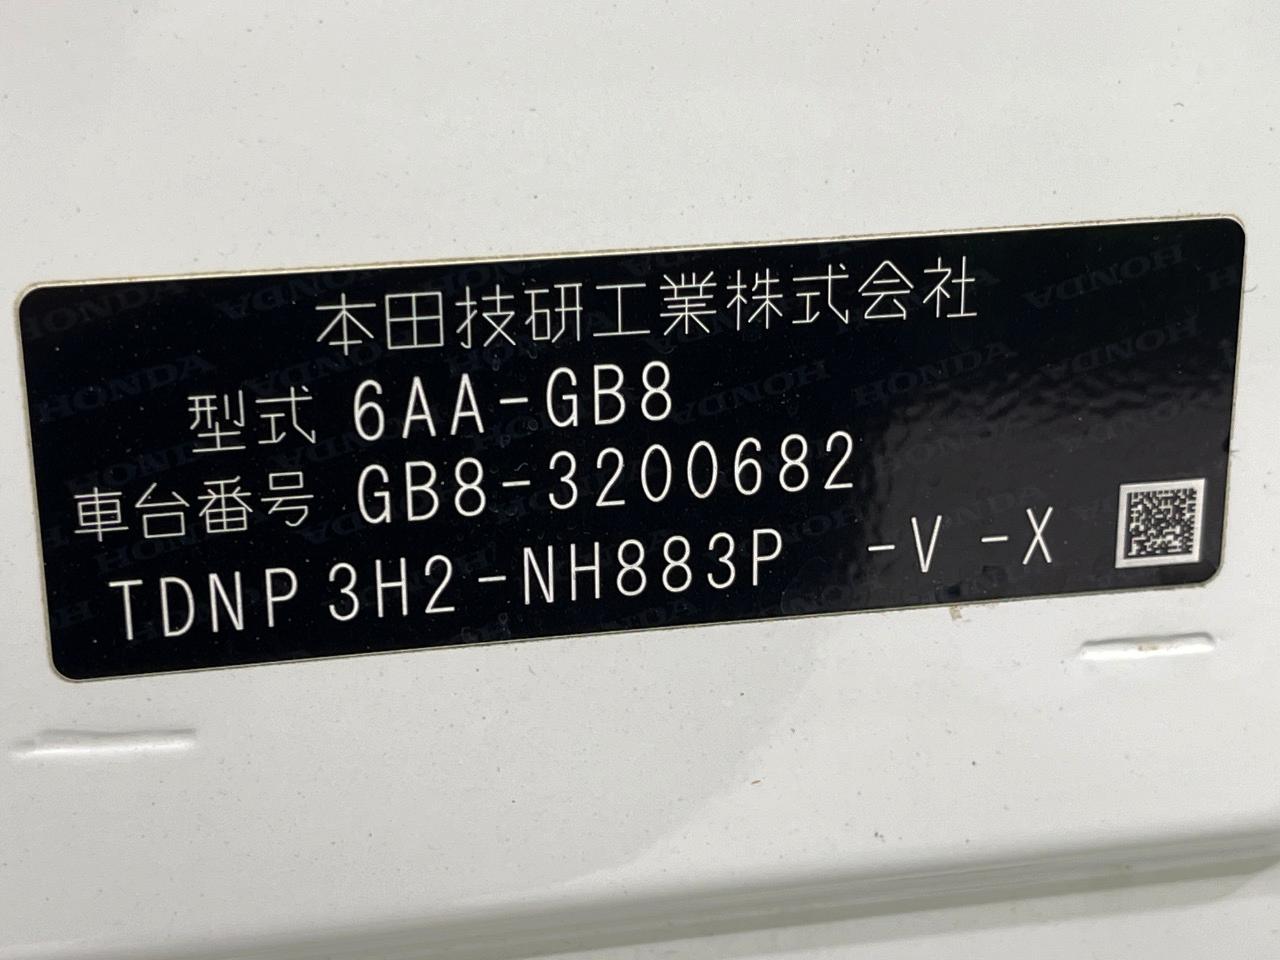 本田技研工業株式会社
型式 6AA-GB8
車台番号 GB8-3200682
TDNP 3H2-NH883P -V -X